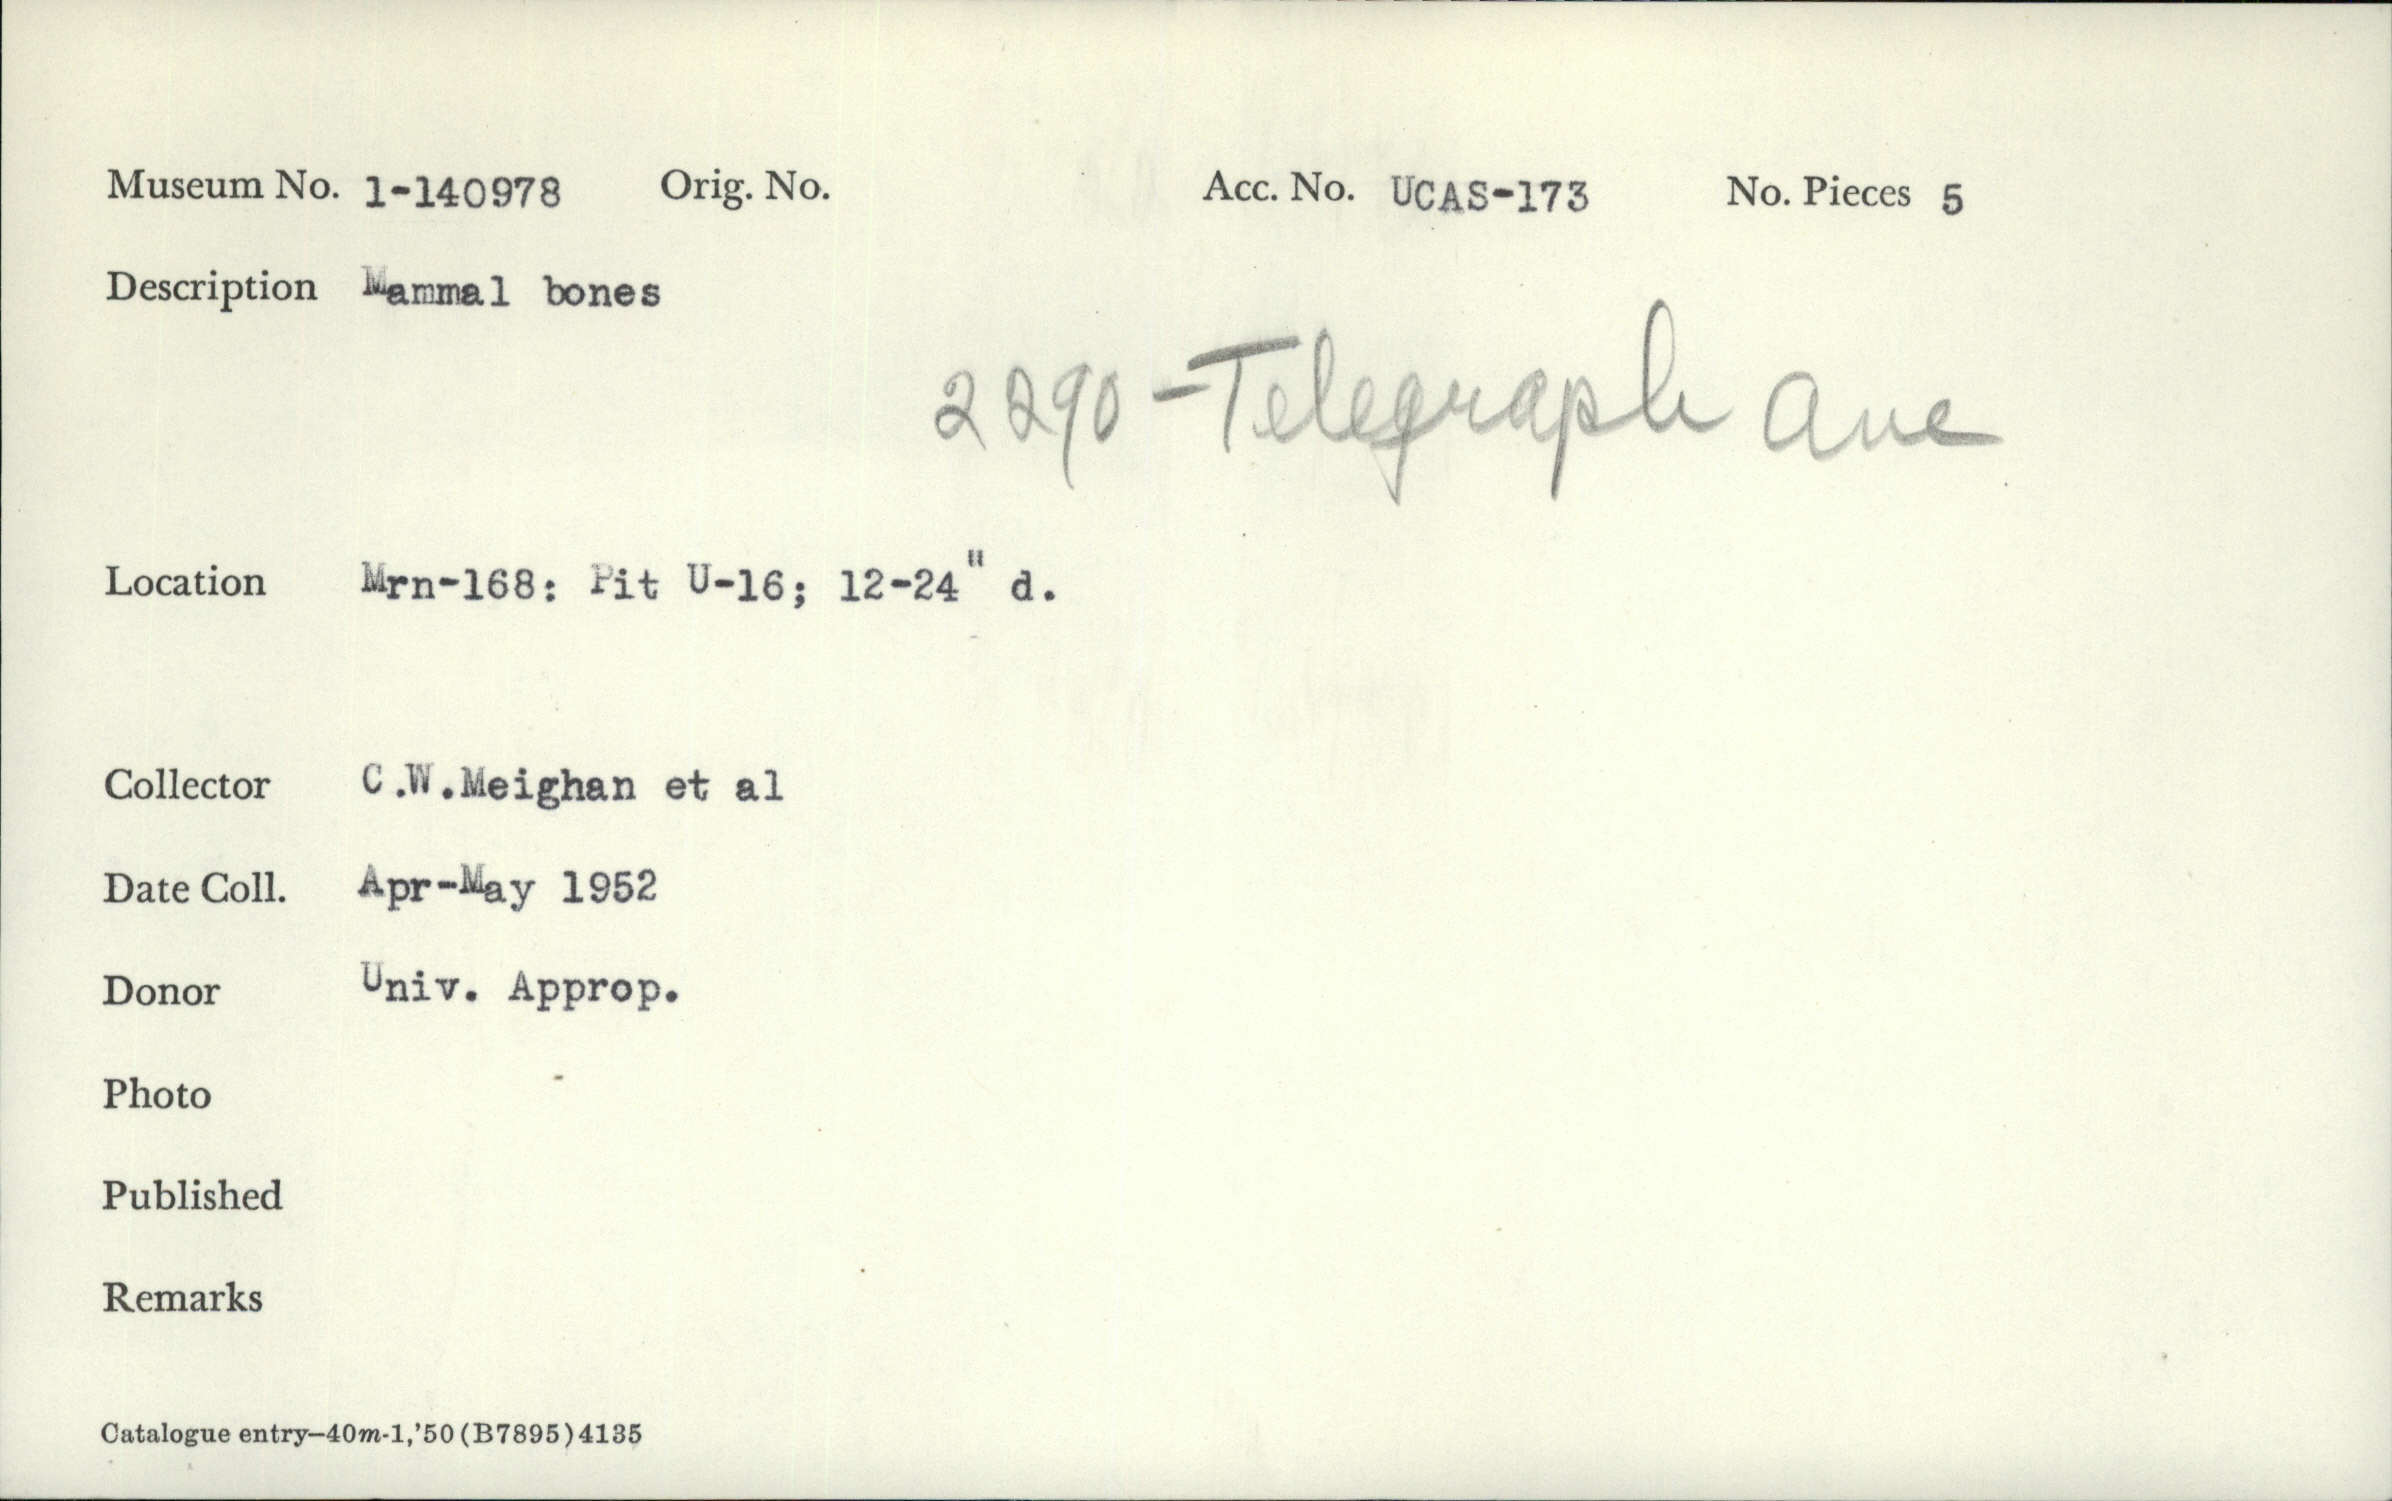 Museum No. 1-140978 Orig. No. Acc. No. UCAS-173 No. Pieces 5
Description Mammal bones
2290-Telegraph Ave
Location Mrn-168: Pit U-16; 12-24" d.
Collector C.W.Meighan et al
Date Coll. Apr-May 1952
Donor Univ. Approp.
Photo
Published
Remarks
Catalogue entry—40m-1,'50(B7895)4135